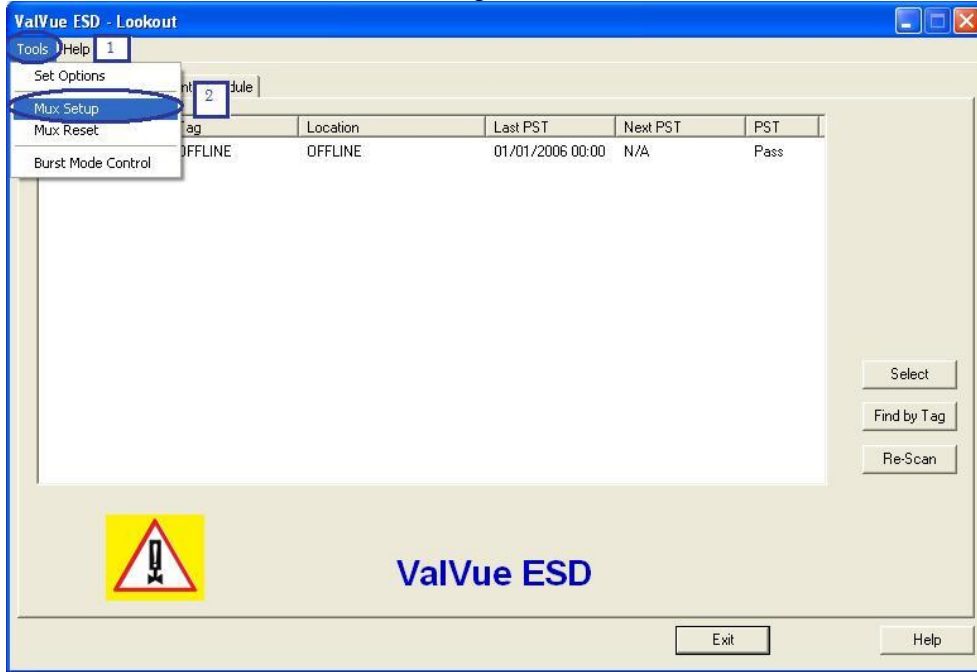 ValVue ESD - Lookout
Tools Help 1
Set Options
2
Mux Setup
Mux Reset
Burst Mode Control
Location Last PST Next PST PST
OFFLINE 01/01/2006 00:00 N/A Pass
Select
Find by Tag
Re-Scan
ValVue ESD
Exit Help